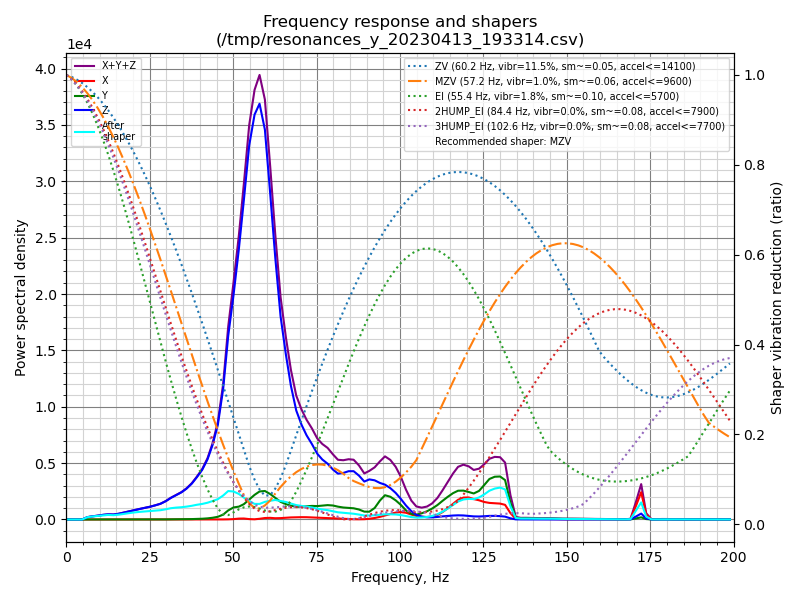 Frequency response and shapers
(/tmp/resonances_y_20230413_193314.csv)
1e4
X+Y+Z
X
Y
Z
After
shaper
ZV (60.2 Hz, vibr=11.5%, sm~=0.05, accel<=14100)
MZV (57.2 Hz, vibr=1.0%, sm~=0.06, accel<=9600)
EI (55.4 Hz, vibr=1.8%, sm~=0.10, accel<=5700)
2HUMP_EI (84.4 Hz, vibr=0.0%, sm~=0.08, accel<=7900)
3HUMP_EI (102.6 Hz, vibr=0.0%, sm~=0.08, accel<=7700)
Recommended shaper: MZV
Power spectral density
4.0
3.5
3.0
2.5
2.0
1.5
1.0
0.5
0.0
0
25
50
75
100
125
150
175
200
Frequency, Hz
1.0
0.8
0.6
0.4
0.2
0.0
Shaper vibration reduction (ratio)